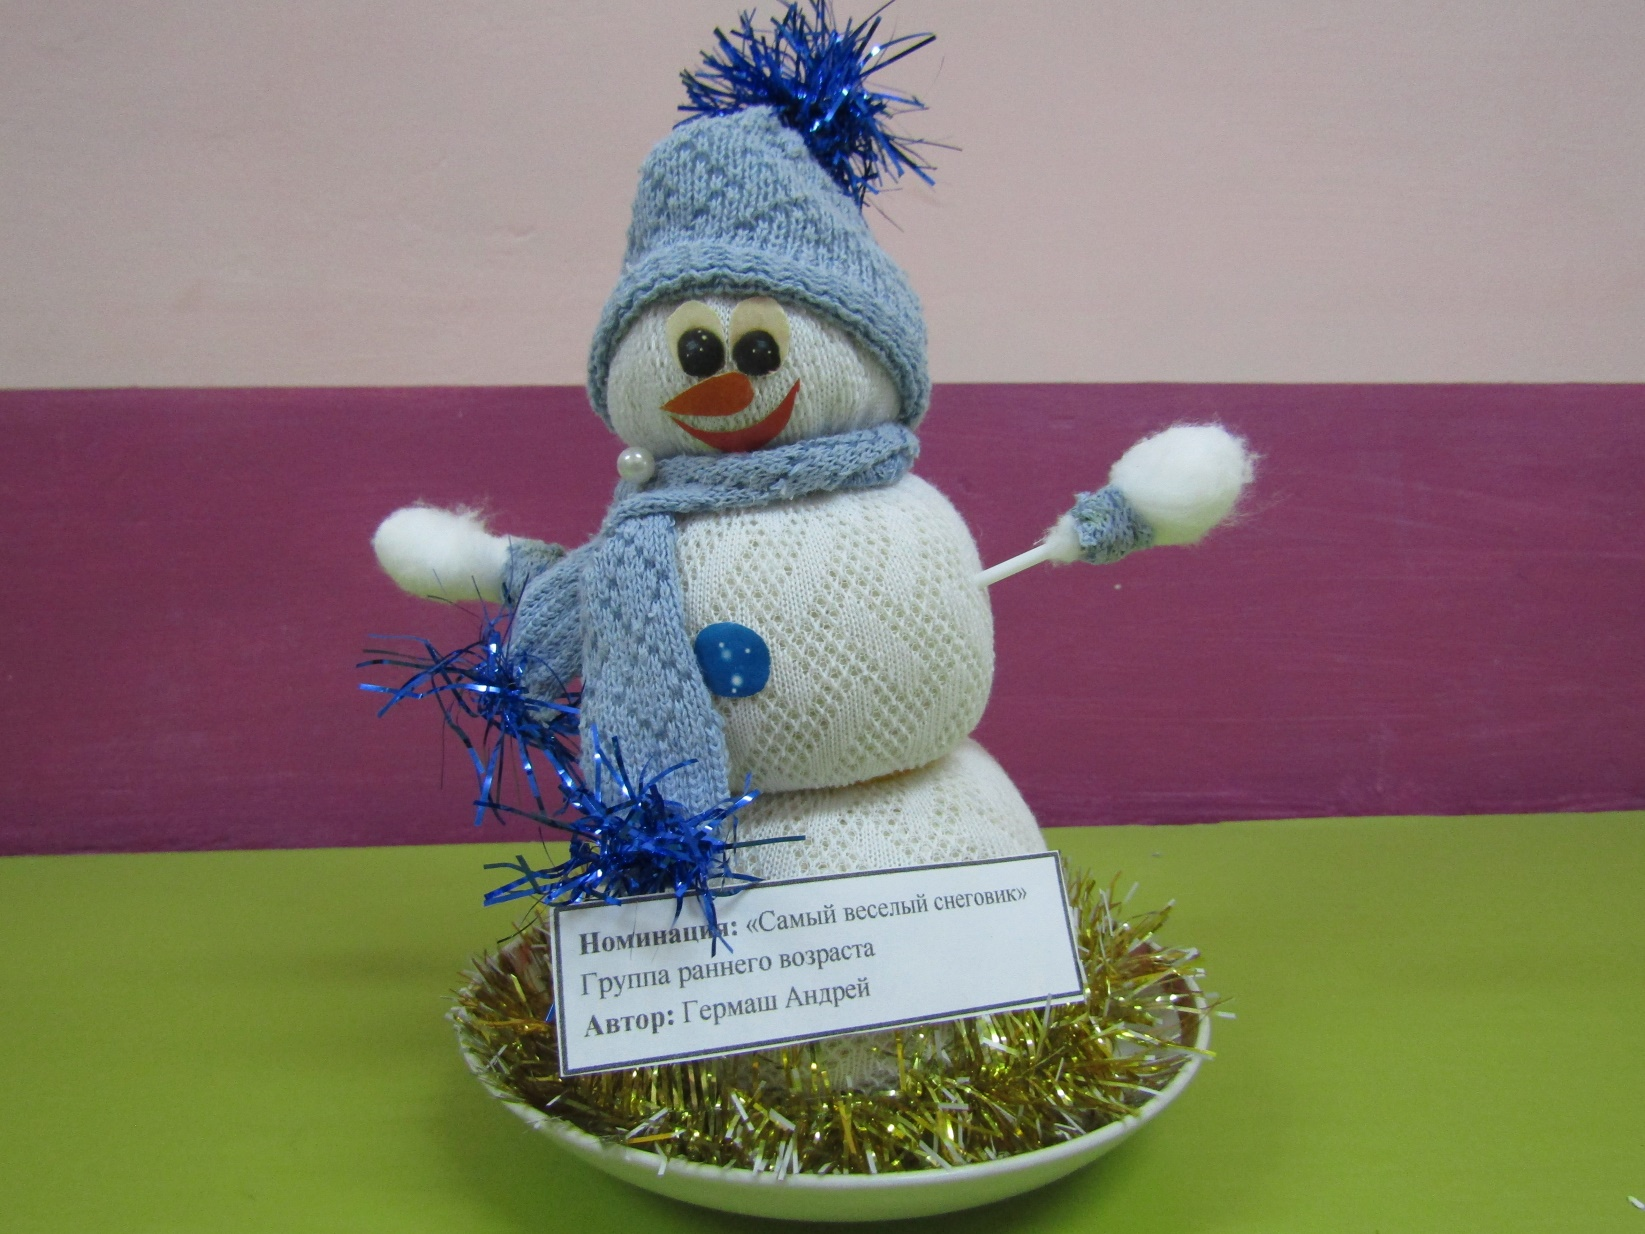 Номинация: «Самый веселый снеговик»
Группа раннего возраста
Автор: Гермаш Андрей